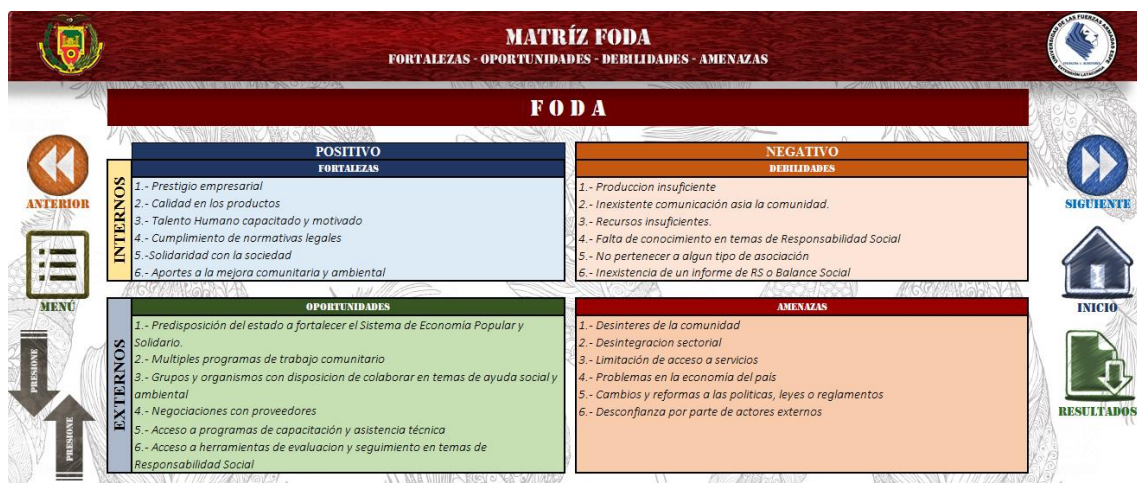 MATRÍZ FODA
FORTALEZAS - OPORTUNIDADES - DEBILIDADES - AMENAZAS
F O D A
ANTERIOR
MENÚ
PRESIONE
PRESIONE
INTERNOS
POSITIVO
FORTALEZAS
1.- Prestigio empresarial
2.- Calidad en los productos
3.- Talento Humano capacitado y motivado
4.- Cumplimiento de normativas legales
5.-Solidaridad con la sociedad
6.- Aportes a la mejora comunitaria y ambiental
NEGATIVO
DEBILIDADES
1.- Produccion insuficiente
2.- Inexistente comunicación asia la comunidad.
3.- Recursos insuficientes.
4.- Falta de conocimiento en temas de Responsabilidad Social
5.- No pertenecer a algun tipo de asociación
6.- Inexistencia de un informe de RS o Balance Social
EXTERNOS
OPORTUNIDADES
1.- Predisposición del estado a fortalecer el Sistema de Economía Popular y
Solidario.
2.- Multiples programas de trabajo comunitario
3.- Grupos y organismos con disposicion de colaborar en temas de ayuda social y
ambiental
4.- Negociaciones con proveedores
5.- Acceso a programas de capacitación y asistencia técnica
6.- Acceso a herramientas de evaluacion y seguimiento en temas de
Responsabilidad Social
AMENAZAS
1.- Desinteres de la comunidad
2.- Desintegracion sectorial
3.- Limitación de acceso a servicios
4.- Problemas en la economía del país
5.- Cambios y reformas a las politicas, leyes o reglamentos
6.- Desconfianza por parte de actores externos
SIGUIENTE
INICIO
RESULTADOS